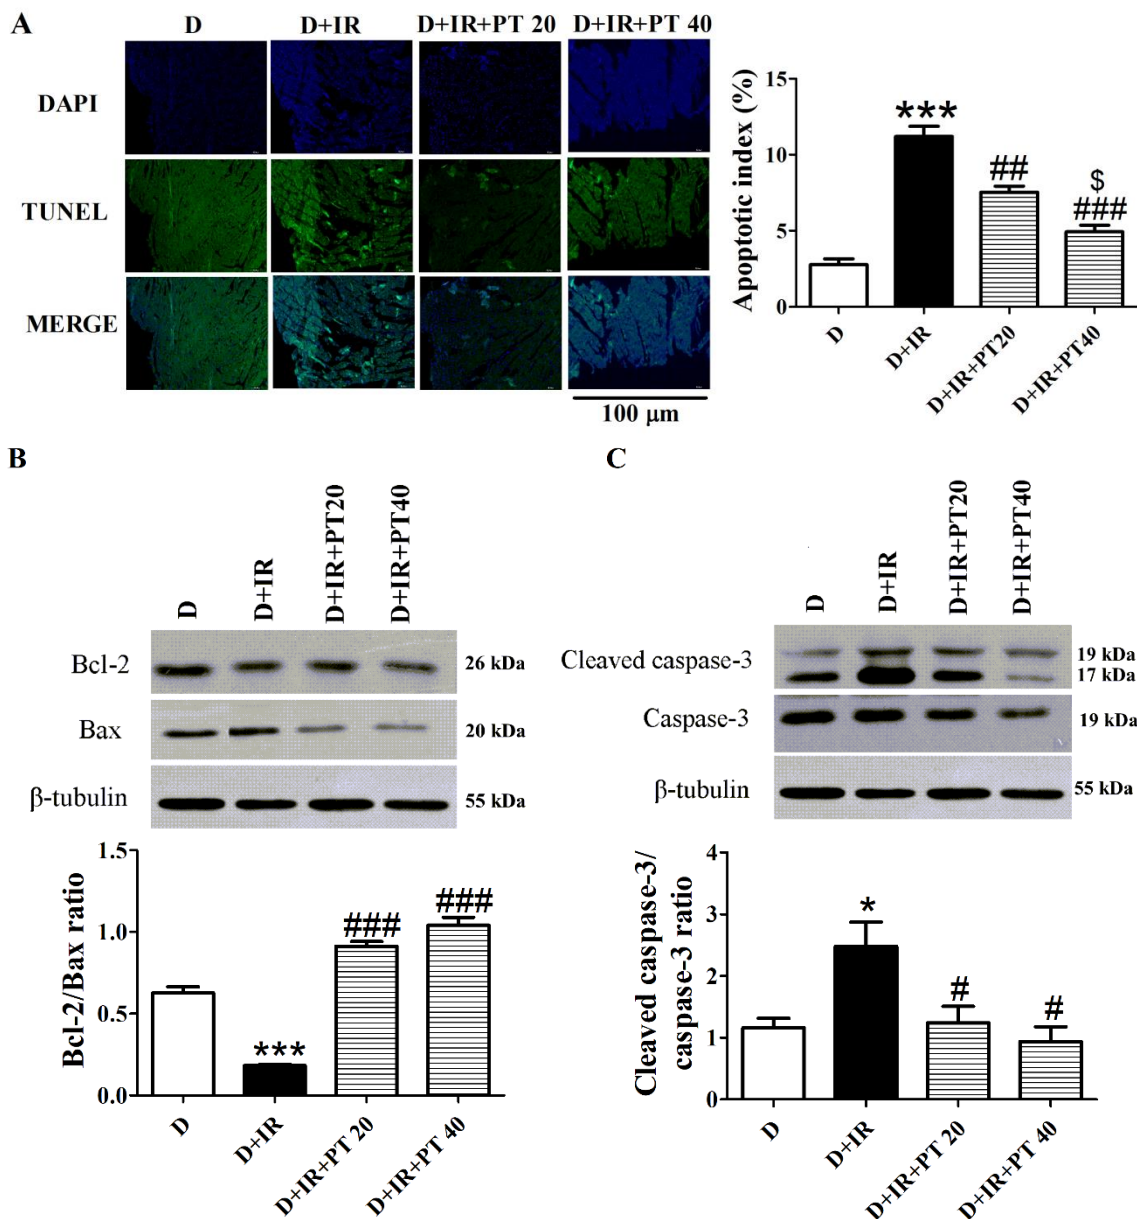 A
D
D+IR
D+IR+PT 20
D+IR+PT 40
DAPI
TUNEL
MERGE
100 μm
Apoptotic index (%)
15
10
5
0
***
##
$
###
D
D+IR
D+IR+PT20
D+IR+PT40
B
D
D+IR
D+IR+PT20
D+IR+PT40
Bcl-2
26 kDa
Bax
20 kDa
β-tubulin
55 kDa
Bcl-2/Bax ratio
1.5
1.0
0.5
0.0
***
###
###
D
D+IR
D+IR+PT 20
D+IR+PT 40
C
D
D+IR
D+IR+PT20
D+IR+PT40
Cleaved caspase-3
19 kDa
17 kDa
Caspase-3
19 kDa
β-tubulin
55 kDa
Cleaved caspase-3/
caspase-3 ratio
4
3
2
1
0
*
#
#
D
D+IR
D+IR+PT 20
D+IR+PT 40